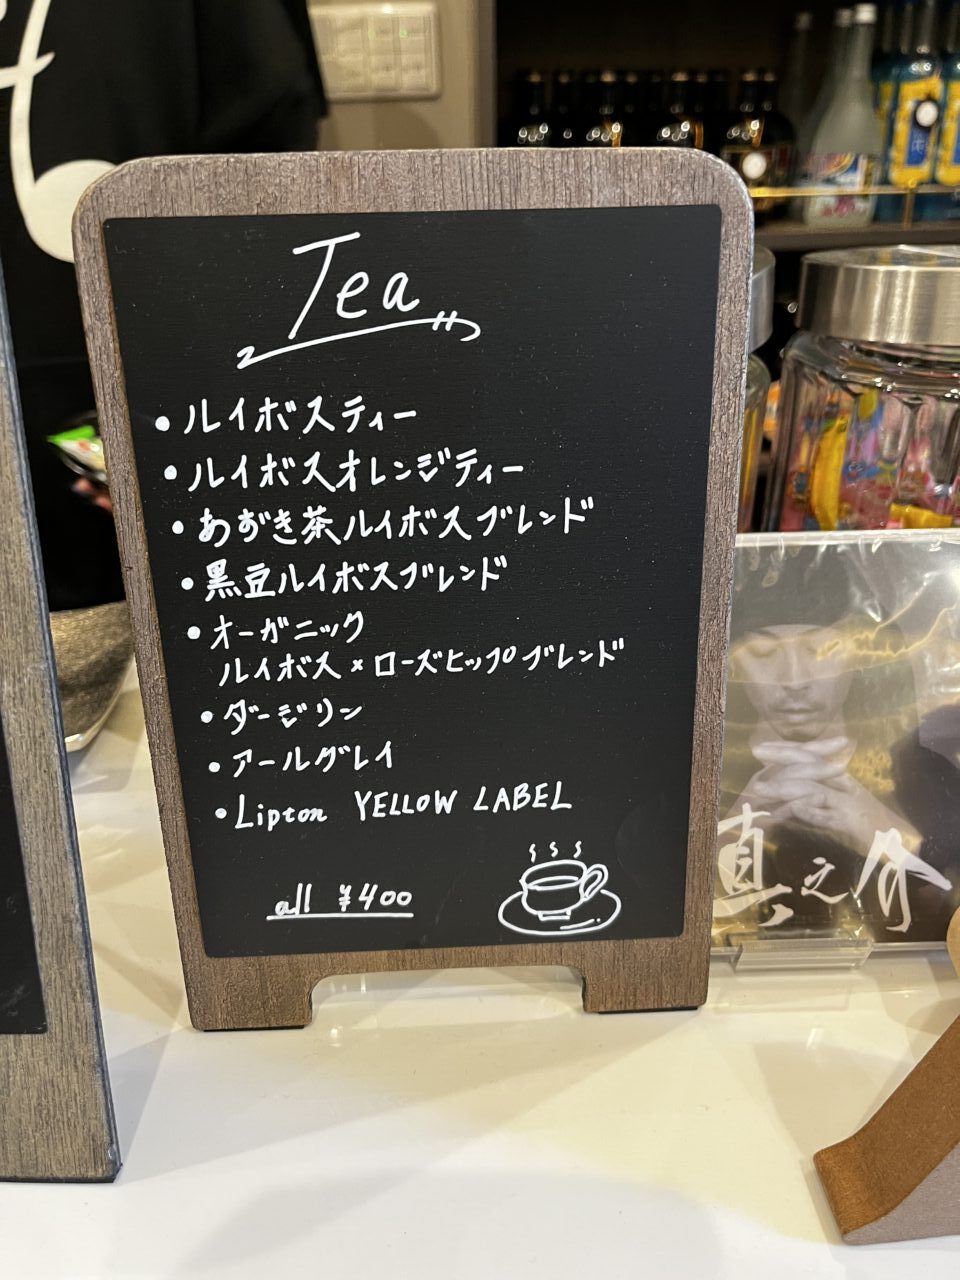 Tea
・ルイボスティー
・ルイボスオレンジティー
・あずき茶ルイボスブレンド
・黒豆ルイボスブレンド
・オーガニック
ルイボス×ローズヒップブレンド
・ダージリン
・アールグレイ
・Lipton YELLOW LABEL
all ¥400
真之介